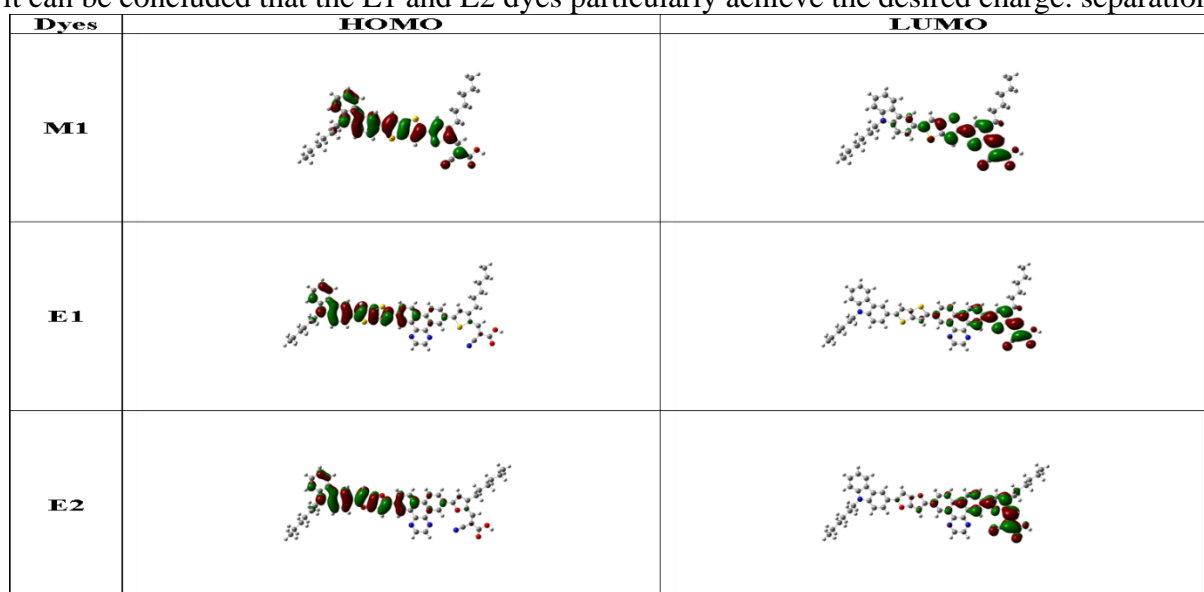 it can be concluded that the E1 and E2 dyes particularly achieve the desired charge. separation
Dyes HOMO LUMO
M1
E1
E2